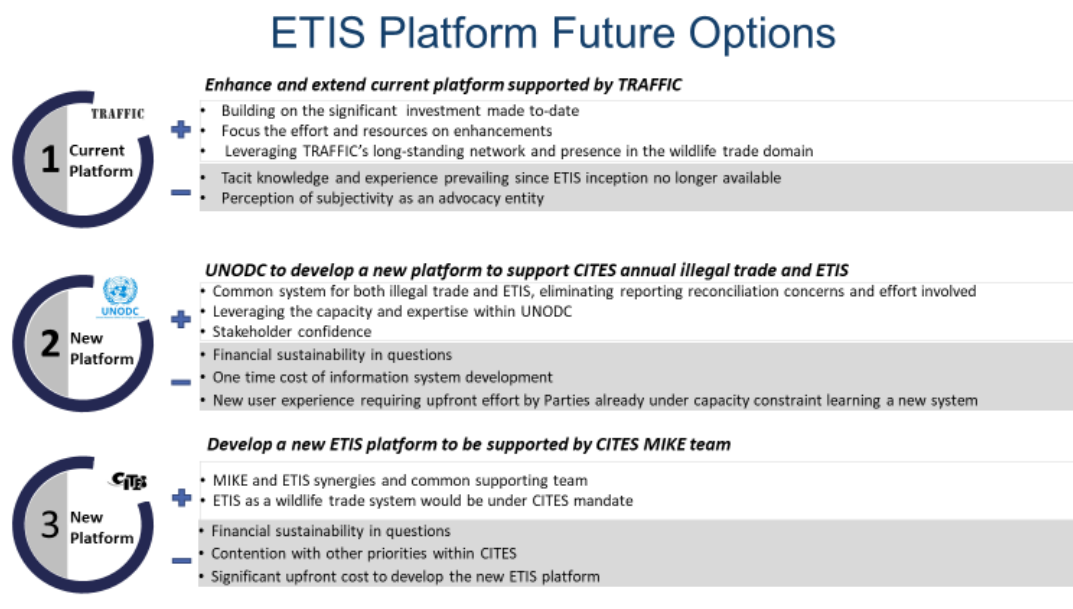 ETIS Platform Future Options
Enhance and extend current platform supported by TRAFFIC
TRAFFIC
1 Current
Platform
• Building on the significant investment made to-date
• Focus the effort and resources on enhancements
• Leveraging TRAFFIC's long-standing network and presence in the wildlife trade domain
• Tacit knowledge and experience prevailing since ETIS inception no longer available
• Perception of subjectivity as an advocacy entity
UNODC to develop a new platform to support CITES annual illegal trade and ETIS
UNODC
2 New
Platform
• Common system for both illegal trade and ETIS, eliminating reporting reconciliation concerns and effort involved
• Leveraging the capacity and expertise within UNODC
• Stakeholder confidence
• Financial sustainability in questions
• One time cost of information system development
• New user experience requiring upfront effort by Parties already under capacity constraint learning a new system
Develop a new ETIS platform to be supported by CITES MIKE team
CITES
3 New
Platform
• MIKE and ETIS synergies and common supporting team
• ETIS as a wildlife trade system would be under CITES mandate
• Financial sustainability in questions
• Contention with other priorities within CITES
• Significant upfront cost to develop the new ETIS platform